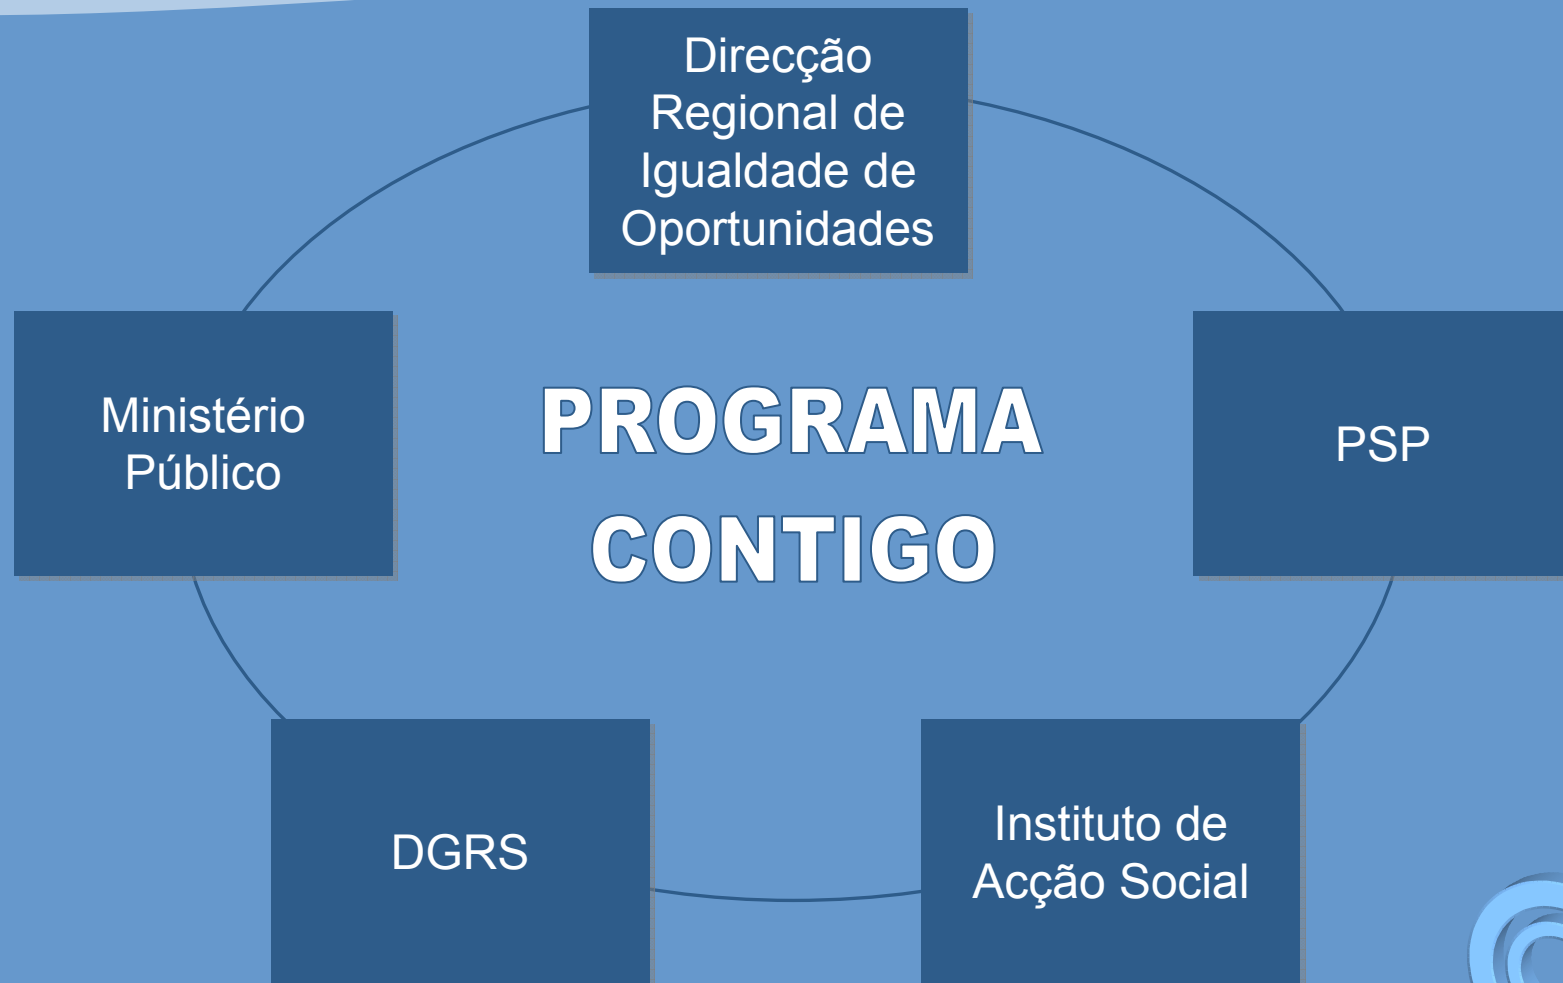 Direcção
Regional de
Igualdade de
Oportunidades
Ministério
Público
PROGRAMA
CONTIGO
PSP
DGRS
Instituto de
Acção Social